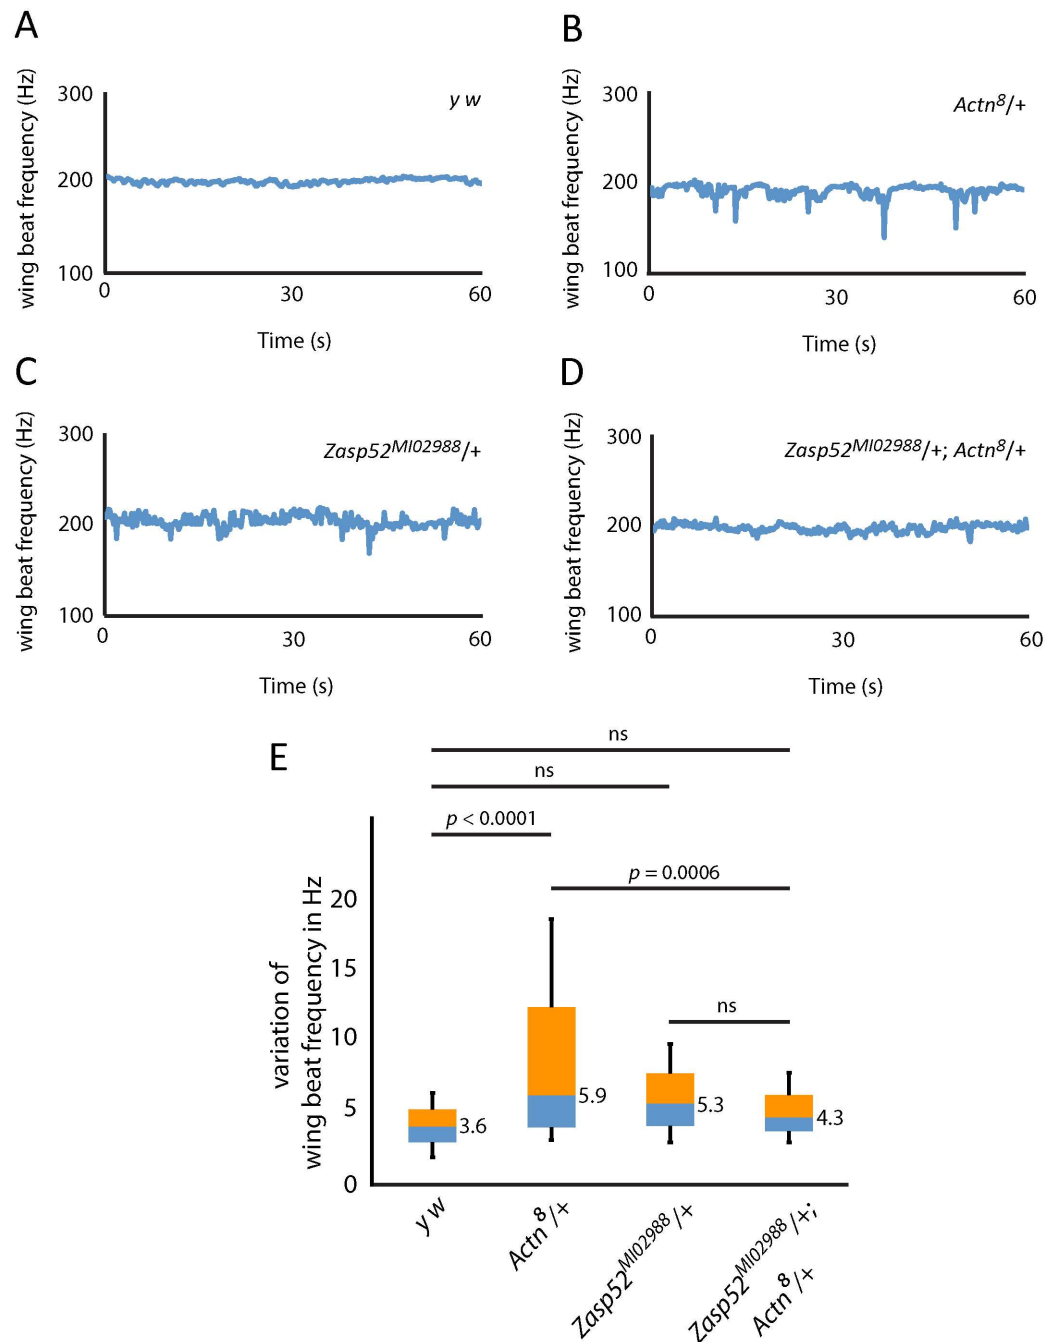 A
wing beat frequency (Hz)
300
200
100
y w
0
30
60
Time (s)
B
wing beat frequency (Hz)
300
200
100
Actn⁸/+
0
30
60
Time (s)
C
wing beat frequency (Hz)
300
200
100
Zasp52ᴹᴵ⁰²⁹⁸⁸/+
0
30
60
Time (s)
D
wing beat frequency (Hz)
300
200
100
Zasp52ᴹᴵ⁰²⁹⁸⁸/+; Actn⁸/+
0
30
60
Time (s)
E
ns
ns
p < 0.0001
p = 0.0006
ns
variation of
wing beat frequency in Hz
20
15
10
5
0
3.6
5.9
5.3
4.3
y w
Actn⁸/+
Zasp52ᴹᴵ⁰²⁹⁸⁸/+
Zasp52ᴹᴵ⁰²⁹⁸⁸/+;
Actn⁸/+